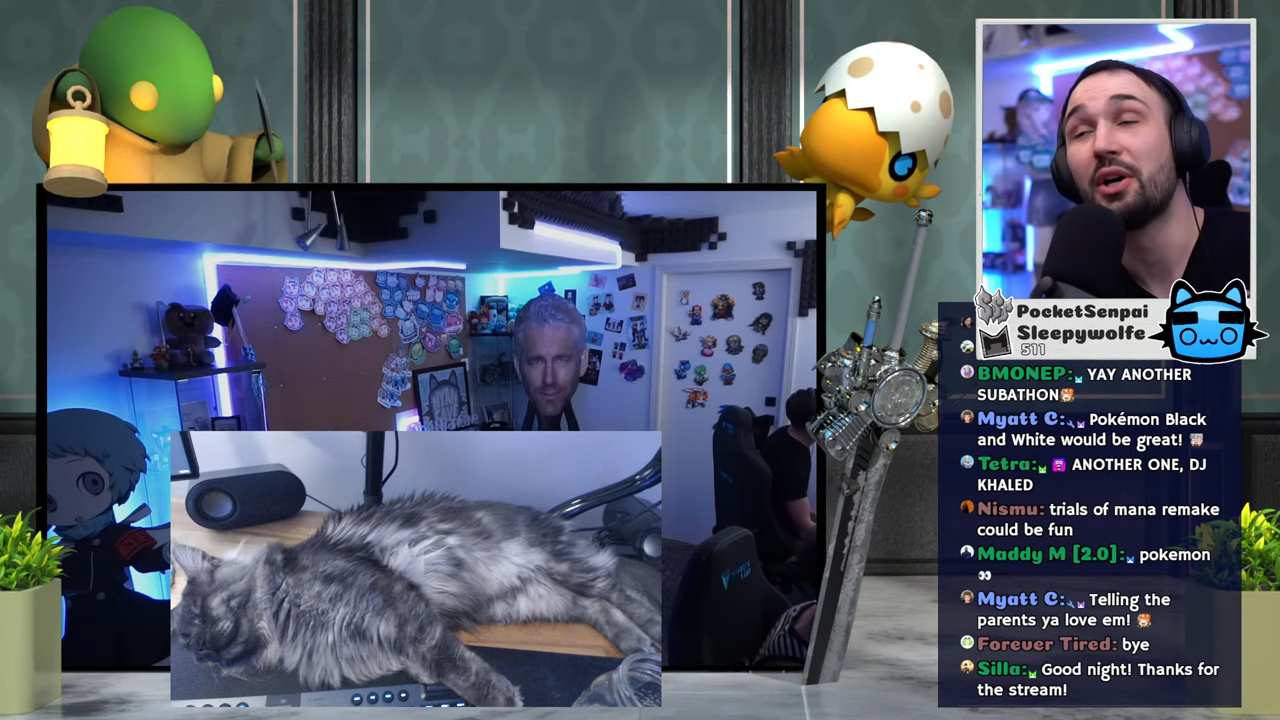 PocketSenpai
Sleepywolfe
511
BMONEP: YAY ANOTHER
SUBATHON
Myatt C: Pokémon Black
and White would be great!
Tetra: ANOTHER ONE, DJ
KHALED
Nismu: trials of mana remake
could be fun
Maddy M [2.0]: pokemon
👀
Myatt C: Telling the
parents ya love em!
Forever Tired: bye
Silla: Good night! Thanks for
the stream!